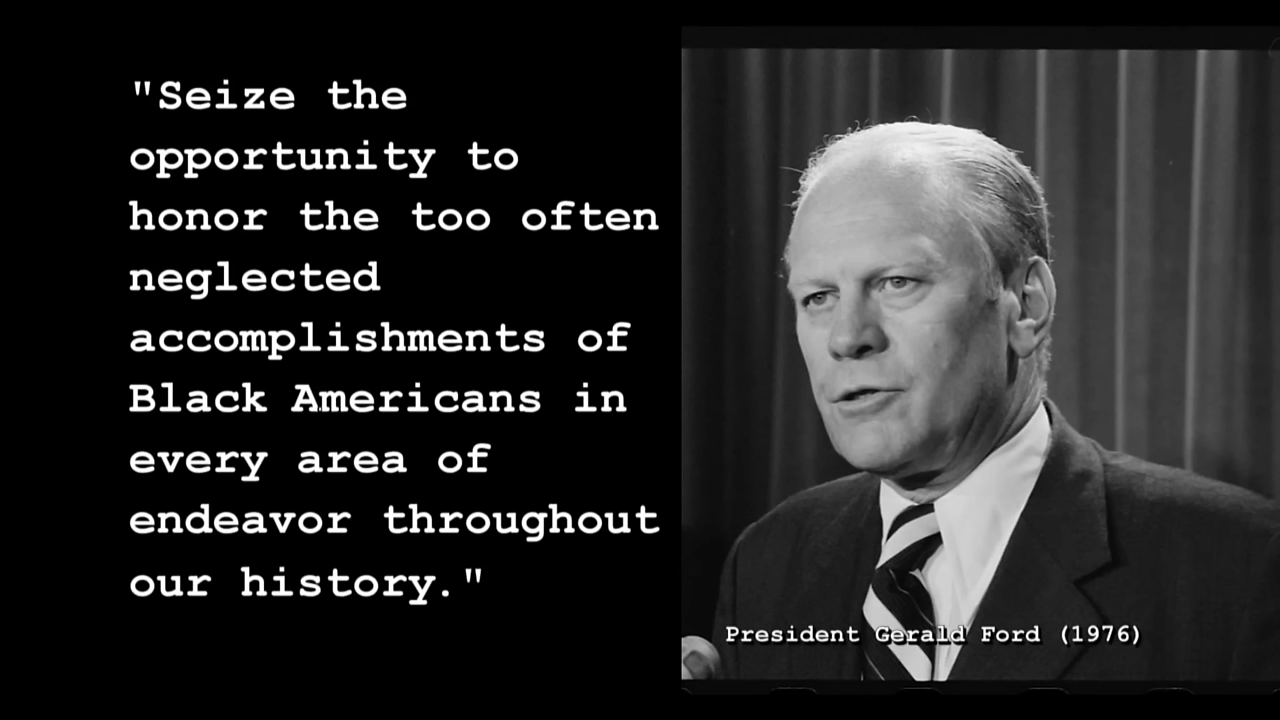 "Seize the
opportunity to
honor the too often
neglected
accomplishments of
Black Americans in
every area of
endeavor throughout
our history."
President Gerald Ford (1976)